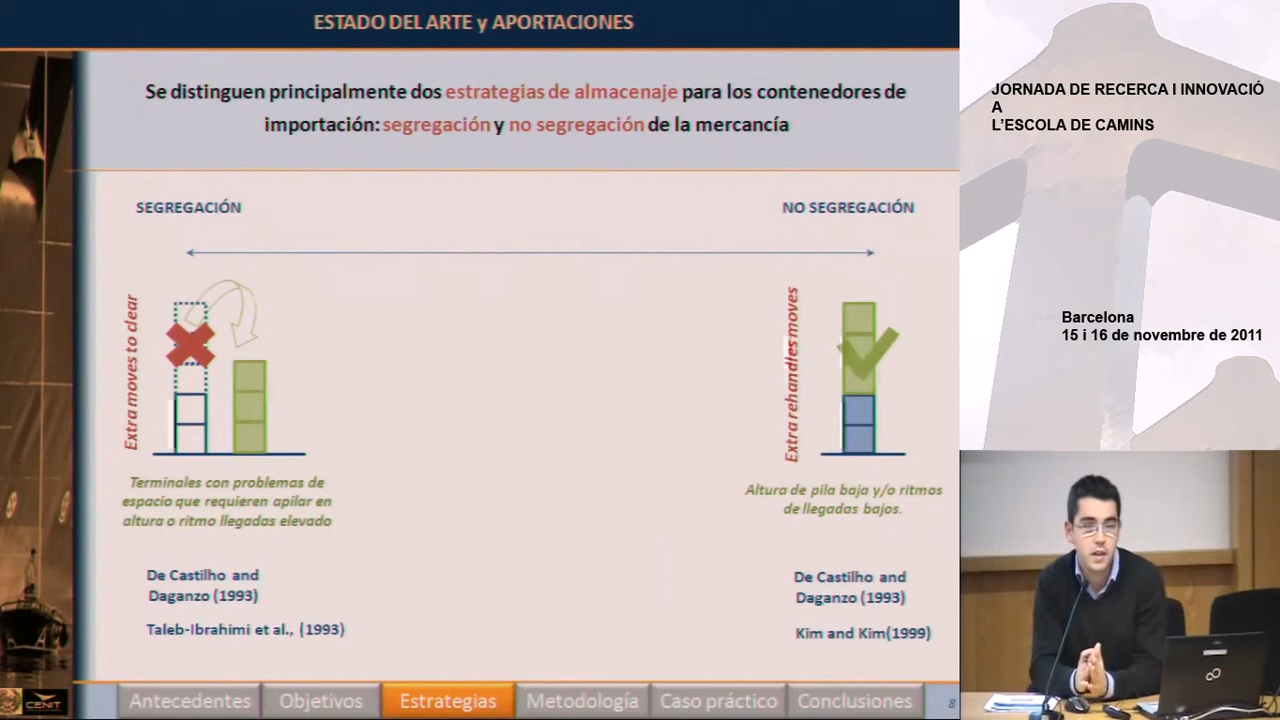 ESTADO DEL ARTE y APORTACIONES
Se distinguen principalmente dos estrategias de almacenaje para los contenedores de
importación: segregación y no segregación de la mercancía
SEGREGACIÓN
NO SEGREGACIÓN
Extra moves to clear
Extra rehandles moves
Terminales con problemas de
espacio que requieren apilar en
altura o ritmo llegadas elevado
Altura de pila baja y/o ritmos
de llegadas bajos.
De Castilho and
Daganzo (1993)
Taleb-Ibrahimi et al., (1993)
De Castilho and
Daganzo (1993)
Kim and Kim(1999)
CENIT
Antecedentes
Objetivos
Estrategias
Metodología
Caso práctico
Conclusiones
8
JORNADA DE RECERCA I INNOVACIÓ
A
L'ESCOLA DE CAMINS
Barcelona
15 i 16 de novembre de 2011